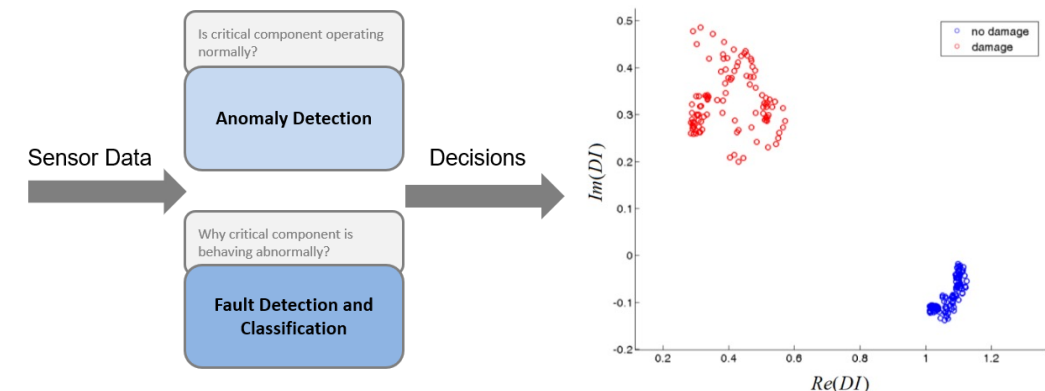 Is critical component operating
normally?
Anomaly Detection
Sensor Data
Decisions
Why critical component is
behaving abnormally?
Fault Detection and
Classification
no damage
damage
0.5
0.4
0.3
0.2
0.1
0
-0.1
-0.2
Im(DI)
0.2
0.4
0.6
0.8
1
1.2
Re(DI)